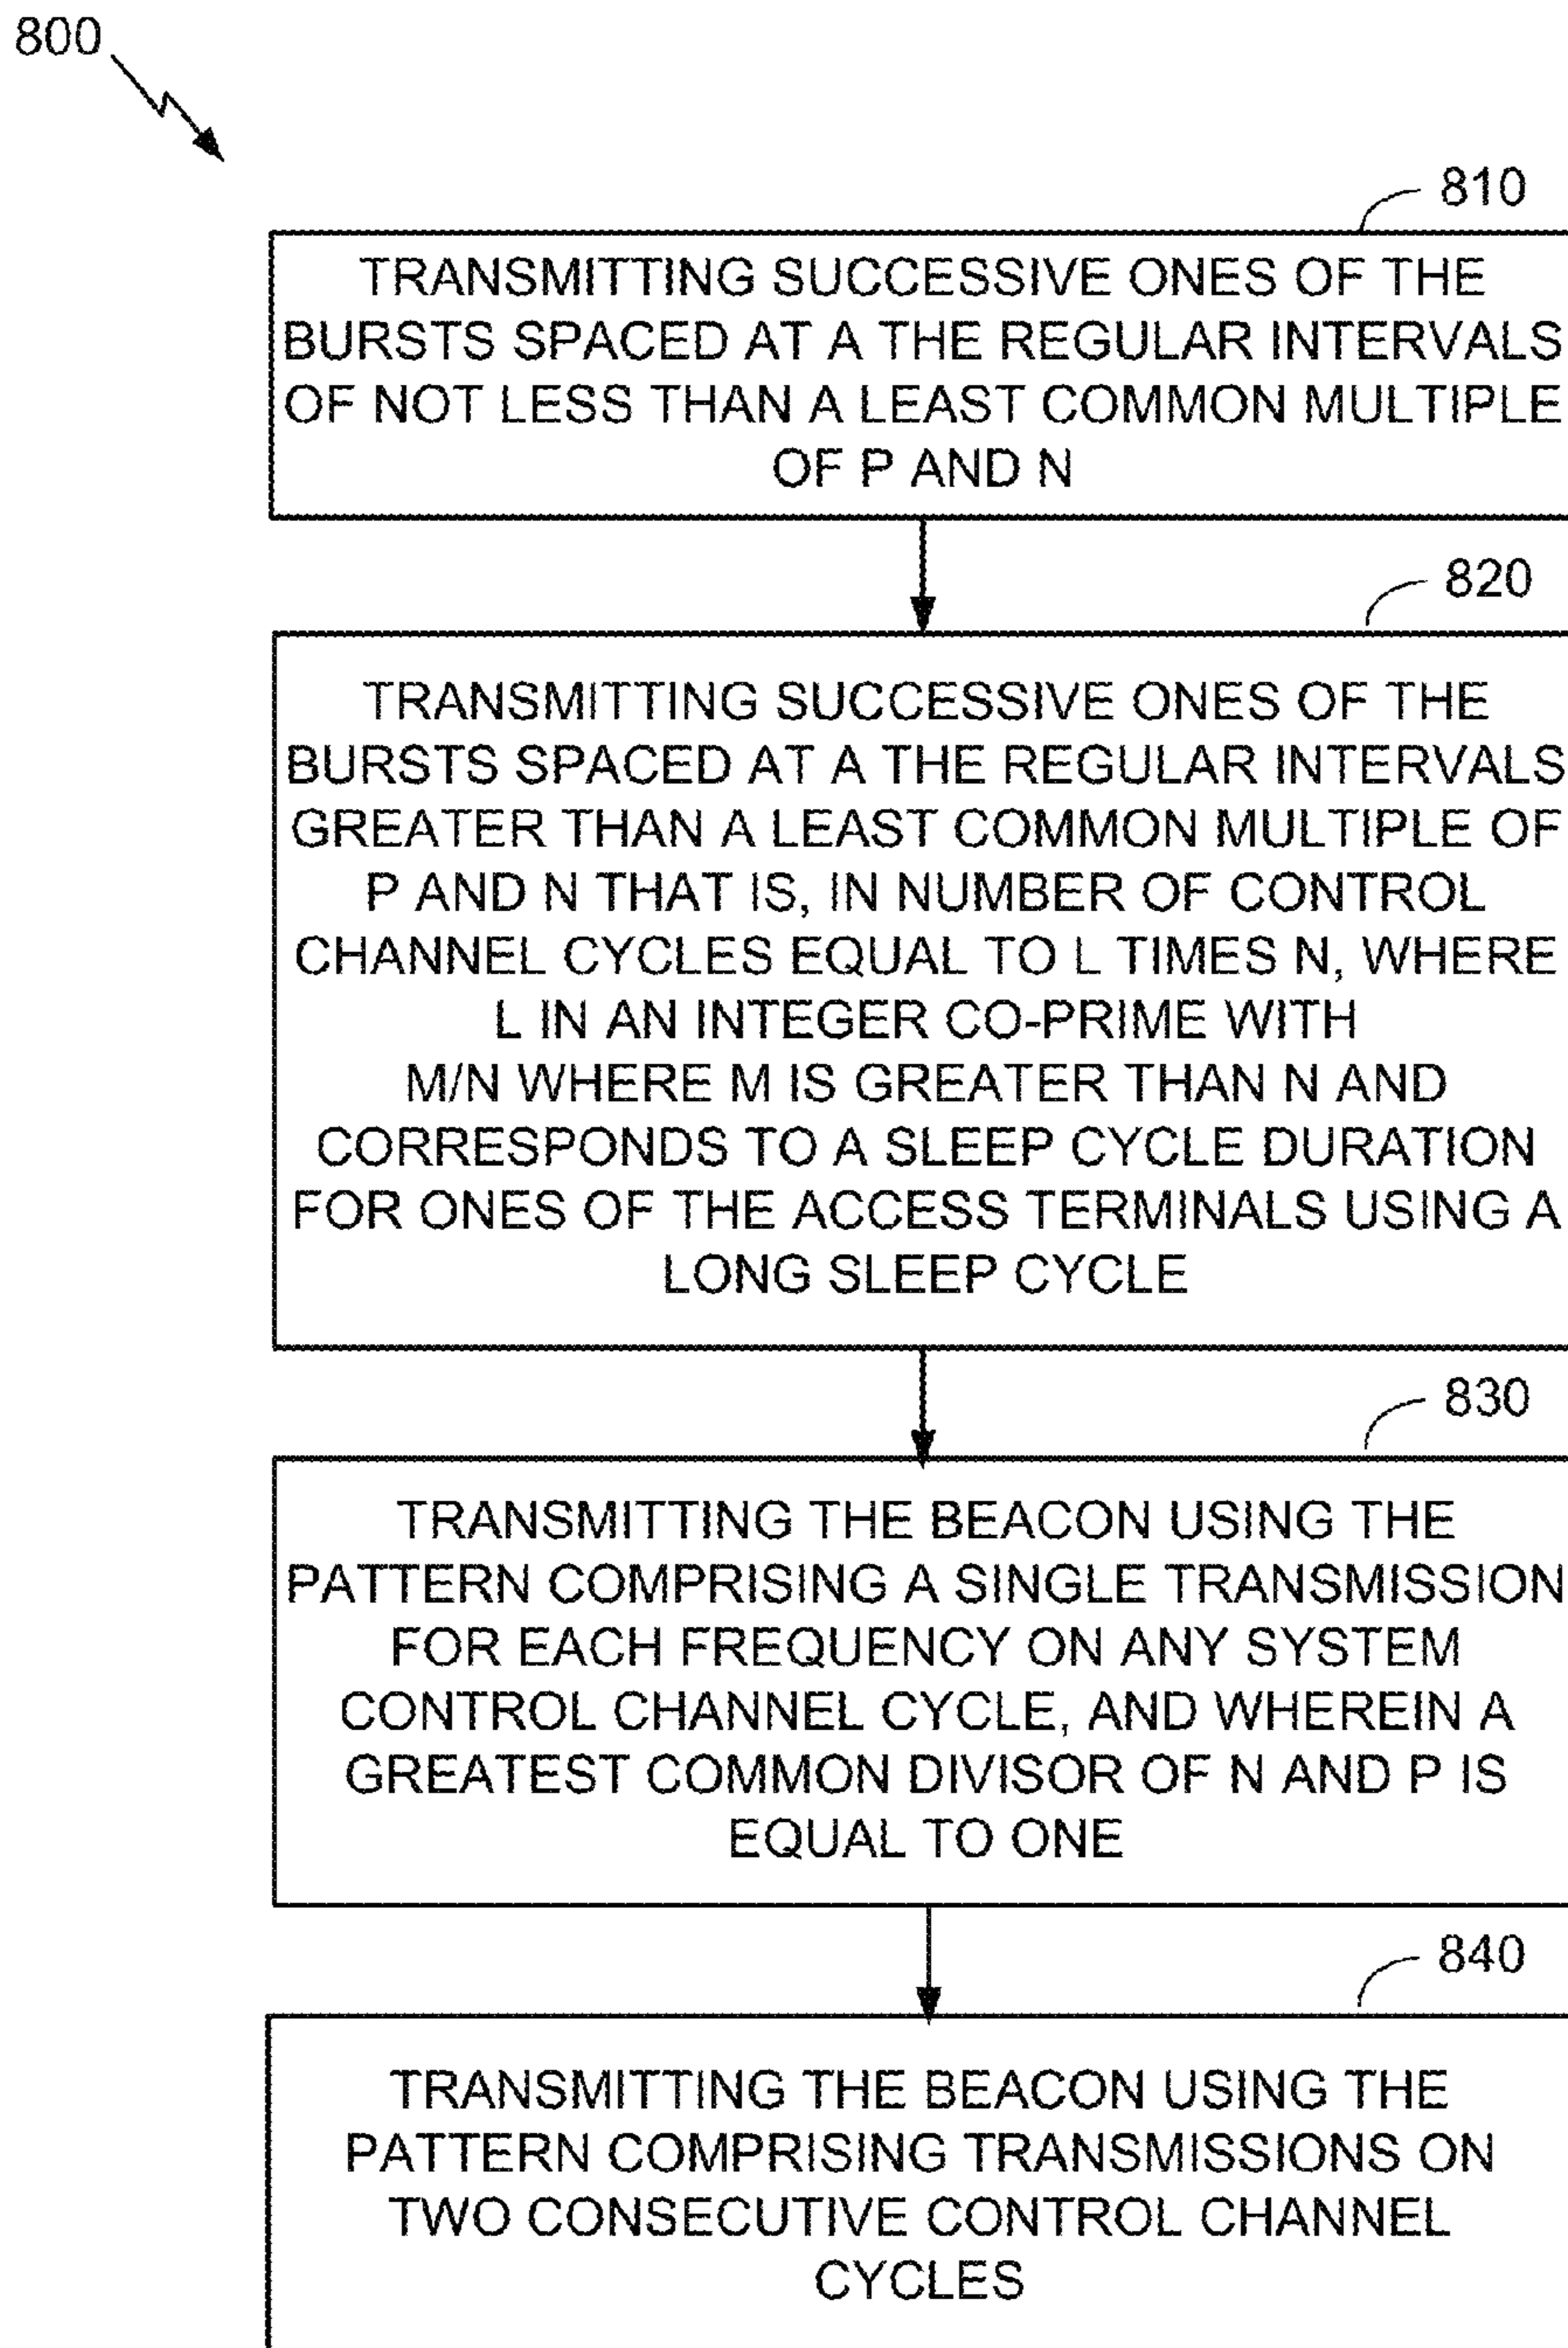 800
810
TRANSMITTING SUCCESSIVE ONES OF THE
BURSTS SPACED AT A THE REGULAR INTERVALS
OF NOT LESS THAN A LEAST COMMON MULTIPLE
OF P AND N
820
TRANSMITTING SUCCESSIVE ONES OF THE
BURSTS SPACED AT A THE REGULAR INTERVALS
GREATER THAN A LEAST COMMON MULTIPLE OF
P AND N THAT IS, IN NUMBER OF CONTROL
CHANNEL CYCLES EQUAL TO L TIMES N, WHERE
L IN AN INTEGER CO-PRIME WITH
M/N WHERE M IS GREATER THAN N AND
CORRESPONDS TO A SLEEP CYCLE DURATION
FOR ONES OF THE ACCESS TERMINALS USING A
LONG SLEEP CYCLE
830
TRANSMITTING THE BEACON USING THE
PATTERN COMPRISING A SINGLE TRANSMISSION
FOR EACH FREQUENCY ON ANY SYSTEM
CONTROL CHANNEL CYCLE, AND WHEREIN A
GREATEST COMMON DIVISOR OF N AND P IS
EQUAL TO ONE
840
TRANSMITTING THE BEACON USING THE
PATTERN COMPRISING TRANSMISSIONS ON
TWO CONSECUTIVE CONTROL CHANNEL
CYCLES